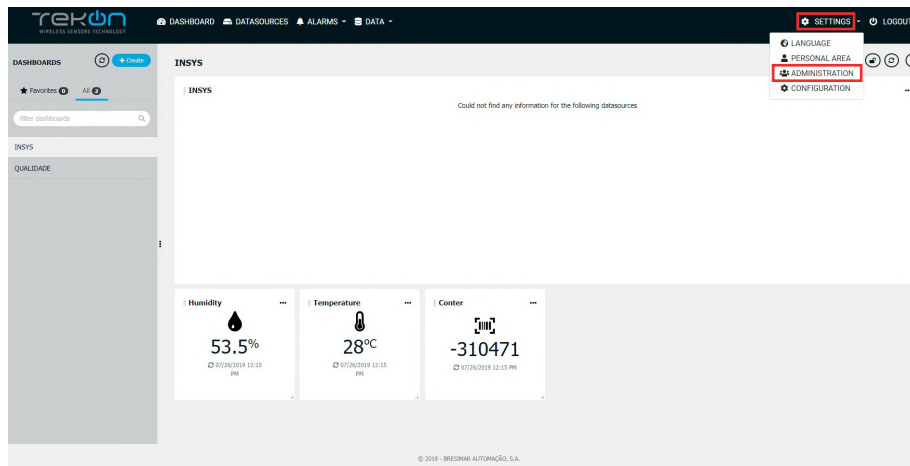 TEKON
WIRELESS SENSORS TECHNOLOGY
DASHBOARD DATASOURCES ALARMS DATA
SETTINGS LOGOUT
LANGUAGE
PERSONAL AREA
ADMINISTRATION
CONFIGURATION
DASHBOARDS + Create
Favorites 0 All 2
filter dashboards
INSYS
QUALIDADE
INSYS
INSYS
Could not find any information for the following datasources
Humidity
53.5%
07/26/2019 12:15
PM
Temperature
28ºC
07/26/2019 12:15
PM
Conter
-310471
07/26/2019 12:15 PM
© 2019 - BRESIMAR AUTOMAÇÃO, S.A.